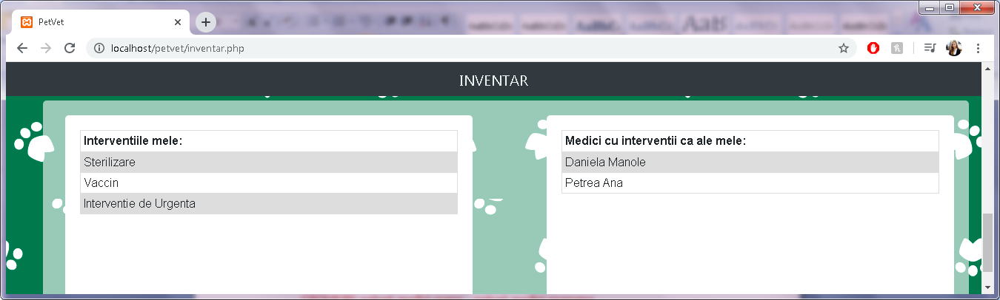 PetVet
localhost/petvet/inventar.php
INVENTAR
Interventiile mele:
Sterilizare
Vaccin
Interventie de Urgenta
Medici cu interventii ca ale mele:
Daniela Manole
Petrea Ana